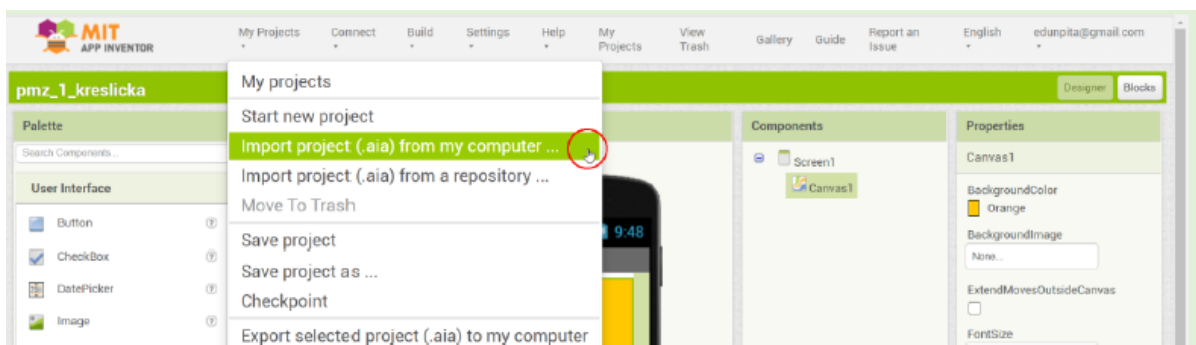 MIT
APP INVENTOR
My Projects
Connect
Build
Settings
Help
My Projects
View Trash
Gallery
Guide
Report an Issue
English
edunpita@gmail.com
pmz_1_kreslicka
Designer
Blocks
My projects
Start new project
Import project (.aia) from my computer ...
Import project (.aia) from a repository ...
Move To Trash
Save project
Save project as ...
Checkpoint
Export selected project (.aia) to my computer
Palette
Search Components...
User Interface
Button
CheckBox
DatePicker
Image
9:48
Components
Screen1
Canvas1
Properties
Canvas1
BackgroundColor
Orange
BackgroundImage
None...
ExtendMovesOutsideCanvas
FontSize